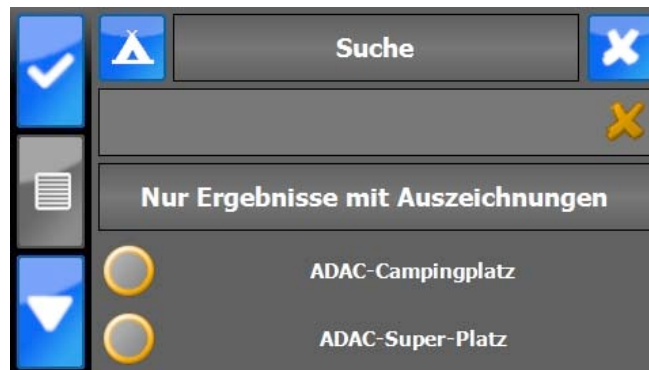 Suche
Nur Ergebnisse mit Auszeichnungen
ADAC-Campingplatz
ADAC-Super-Platz